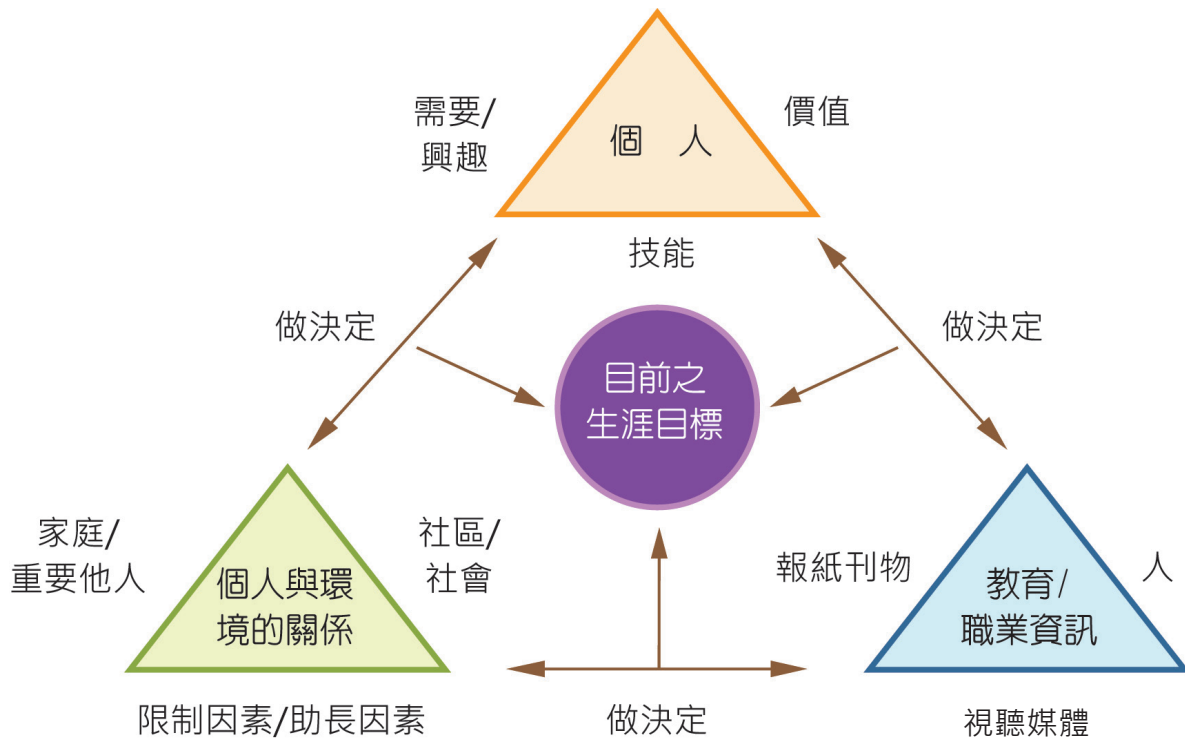 需要/
興趣
價值
個 人
技能
做決定
做決定
目前之
生涯目標
家庭/
重要他人
社區/
社會
個人與環
境的關係
限制因素/助長因素
報紙刊物
人
教育/
職業資訊
做決定
視聽媒體